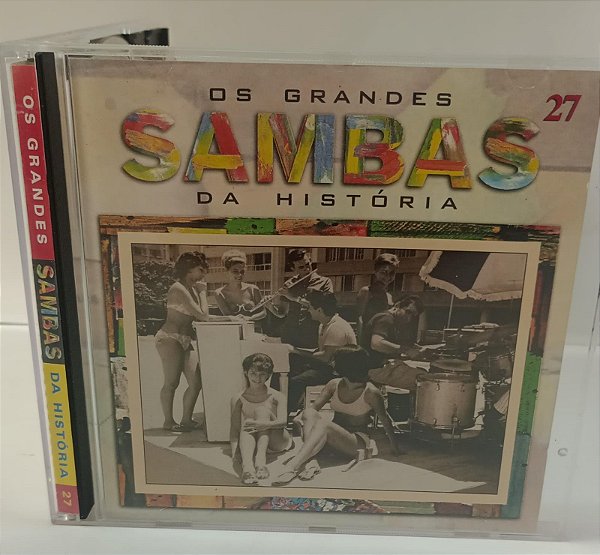 OS GRANDES
27
SAMBAS
DA HISTÓRIA
OS GRANDES SAMBAS DA HISTÓRIA 27